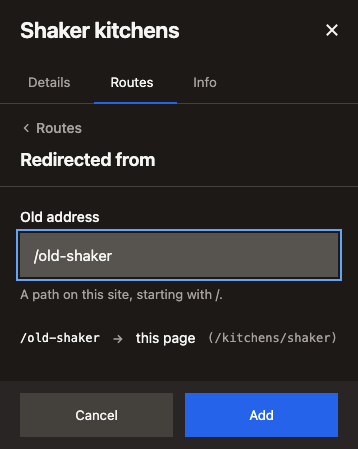 Shaker kitchens
Details Routes Info
Routes
Redirected from
Old address
/old-shaker
A path on this site, starting with /.
/old-shaker → this page (/kitchens/shaker)
Cancel Add